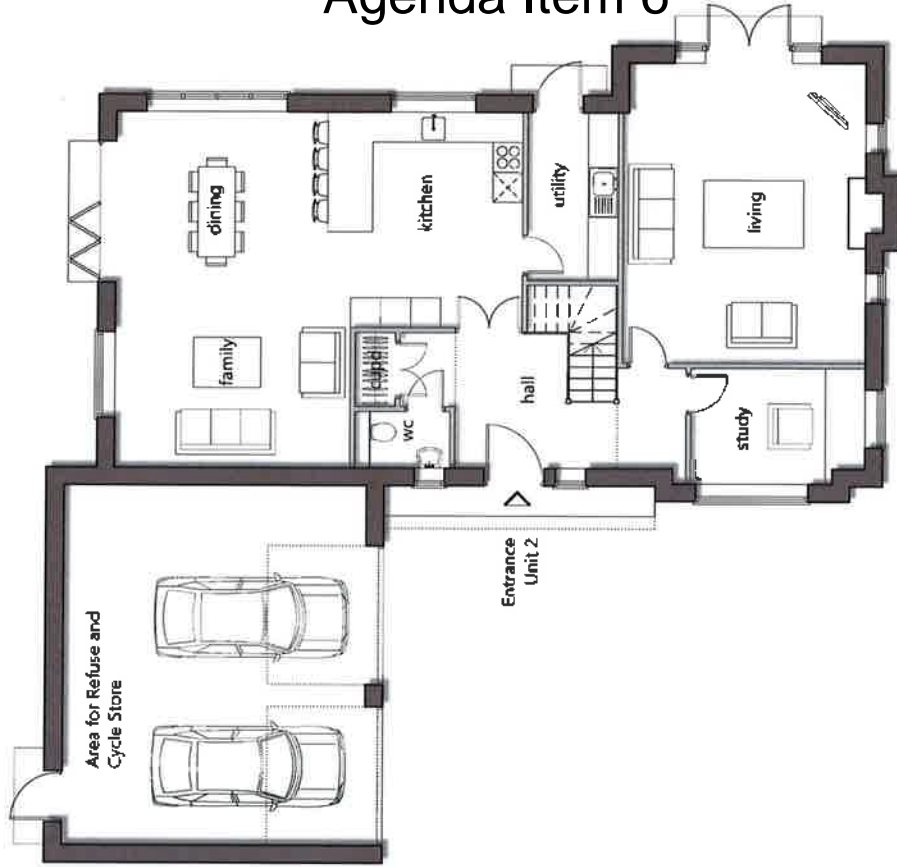 Agenda Item 6
dining
family
kitchen
utility
living
cupd
wc
hall
study
Entrance
Unit 2
Area for Refuse and
Cycle Store